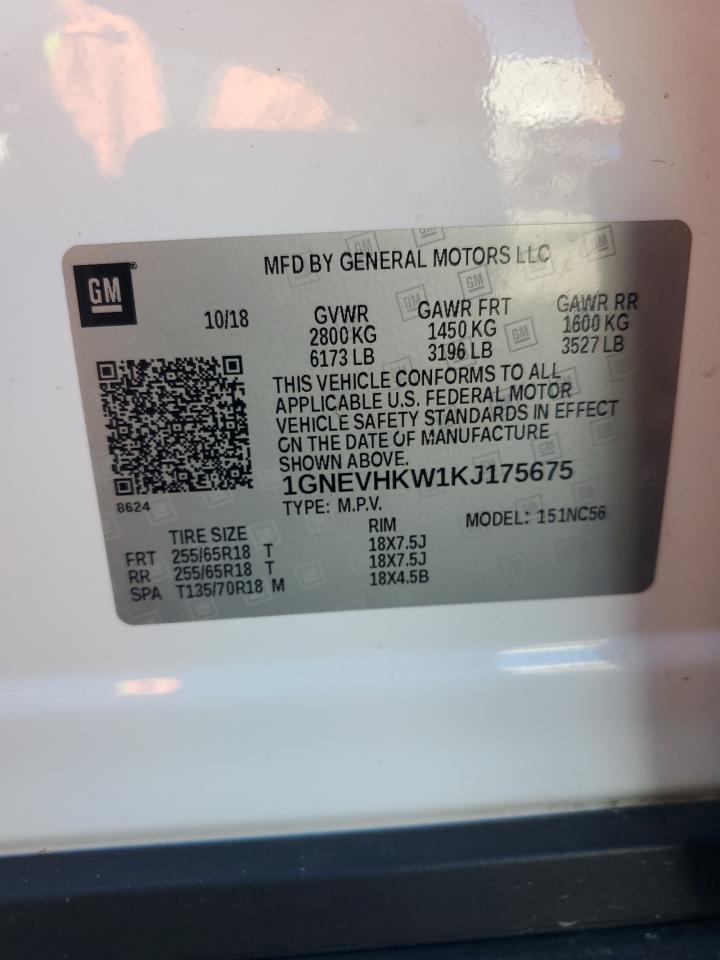 GM
MFD BY GENERAL MOTORS LLC
10/18 GVWR GAWR FRT GAWR RR
2800 KG 1450 KG 1600 KG
6173 LB 3196 LB 3527 LB
THIS VEHICLE CONFORMS TO ALL
APPLICABLE U.S. FEDERAL MOTOR
VEHICLE SAFETY STANDARDS IN EFFECT
ON THE DATE OF MANUFACTURE
SHOWN ABOVE.
1GNEVHKW1KJ175675
8624
TYPE: M.P.V. MODEL: 151NC56
TIRE SIZE RIM
FRT 255/65R18 T 18X7.5J
RR 255/65R18 T 18X7.5J
SPA T135/70R18 M 18X4.5B